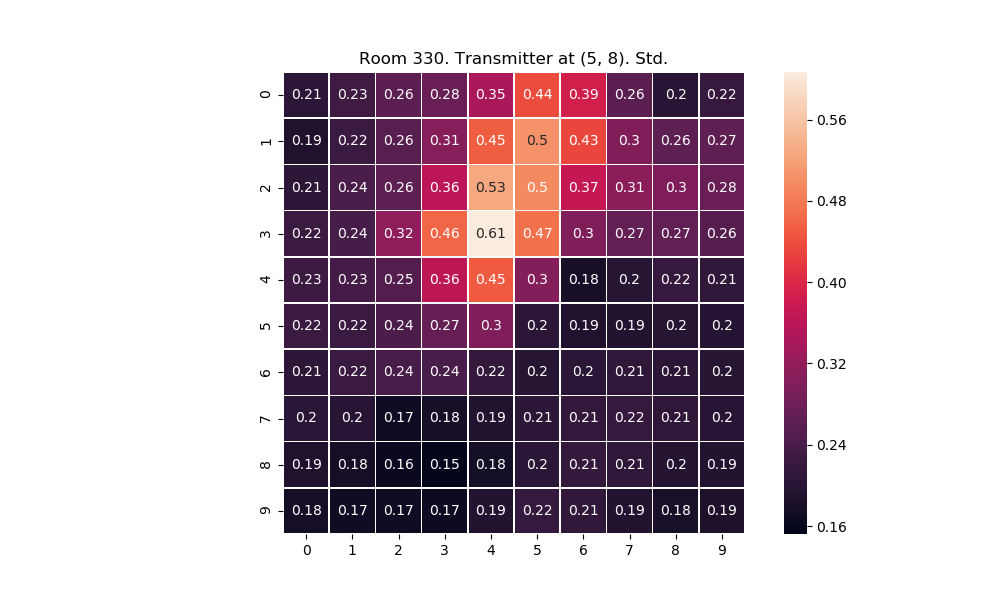 Room 330. Transmitter at (5, 8). Std.
0 0.21 0.23 0.26 0.28 0.35 0.44 0.39 0.26 0.2 0.22
1 0.19 0.22 0.26 0.31 0.45 0.5 0.43 0.3 0.26 0.27
2 0.21 0.24 0.26 0.36 0.53 0.5 0.37 0.31 0.3 0.28
3 0.22 0.24 0.32 0.46 0.61 0.47 0.3 0.27 0.27 0.26
4 0.23 0.23 0.25 0.36 0.45 0.3 0.18 0.2 0.22 0.21
5 0.22 0.22 0.24 0.27 0.3 0.2 0.19 0.19 0.2 0.2
6 0.21 0.22 0.24 0.24 0.22 0.2 0.2 0.21 0.21 0.2
7 0.2 0.2 0.17 0.18 0.19 0.21 0.21 0.22 0.21 0.2
8 0.19 0.18 0.16 0.15 0.18 0.2 0.21 0.21 0.2 0.19
9 0.18 0.17 0.17 0.17 0.19 0.22 0.21 0.19 0.18 0.19
0 1 2 3 4 5 6 7 8 9
0.56
0.48
0.40
0.32
0.24
0.16